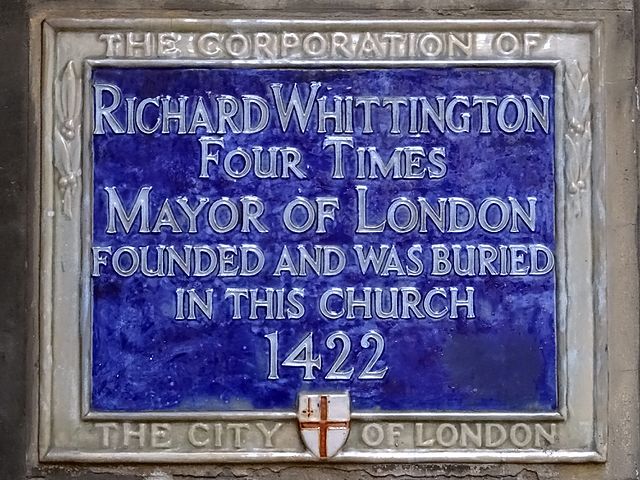 THE CORPORATION OF
RICHARD WHITTINGTON
FOUR TIMES
MAYOR OF LONDON
FOUNDED AND WAS BURIED
IN THIS CHURCH
1422
THE CITY OF LONDON